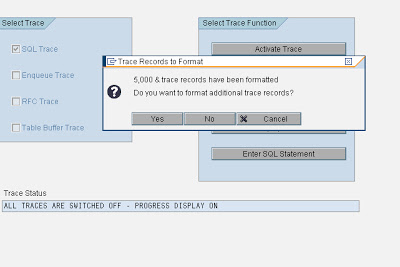 Select Trace
Select Trace Function
SQL Trace
Activate Trace
Trace Records to Format
Enqueue Trace
5,000 & trace records have been formatted
Do you want to format additional trace records?
RFC Trace
Yes
No
Cancel
Table Buffer Trace
Enter SQL Statement
Trace Status
ALL TRACES ARE SWITCHED OFF - PROGRESS DISPLAY ON